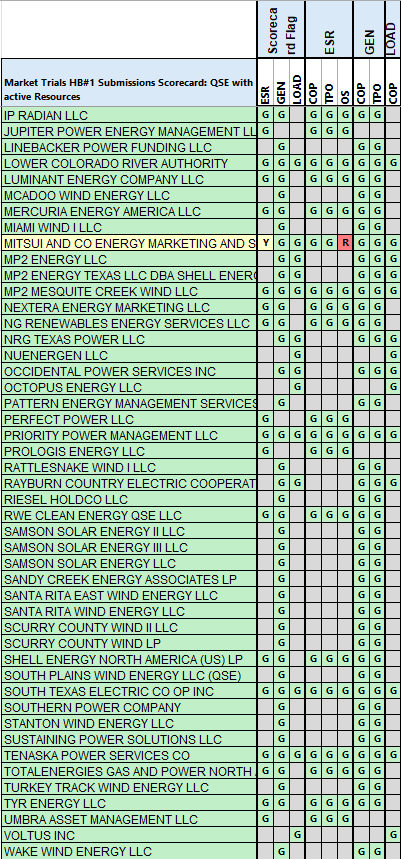 Scoreca
rd Flag
ESR
GEN
LOAD
Market Trials HB#1 Submissions Scorecard: QSE with
active Resources
ESR GEN LOAD COP TPO OS COP TPO COP
IP RADIAN LLC G G G G G G G
JUPITER POWER ENERGY MANAGEMENT LL G G G G
LINEBACKER POWER FUNDING LLC G G G
LOWER COLORADO RIVER AUTHORITY G G G G G G G G G
LUMINANT ENERGY COMPANY LLC G G G G G G G
MCADOO WIND ENERGY LLC G G G
MERCURIA ENERGY AMERICA LLC G G G G G G G
MIAMI WIND I LLC G G G
MITSUI AND CO ENERGY MARKETING AND S Y G G G G R G G G
MP2 ENERGY LLC G G G G G
MP2 ENERGY TEXAS LLC DBA SHELL ENERG G G G G G
MP2 MESQUITE CREEK WIND LLC G G G G G G G G G
NEXTERA ENERGY MARKETING LLC G G G G G G G
NG RENEWABLES ENERGY SERVICES LLC G G G G G G G
NRG TEXAS POWER LLC G G G G G
NUENERGEN LLC G G
OCCIDENTAL POWER SERVICES INC G G G G G
OCTOPUS ENERGY LLC G G
PATTERN ENERGY MANAGEMENT SERVICES G G G
PERFECT POWER LLC G G G G
PRIORITY POWER MANAGEMENT LLC G G G G G G G G G
PROLOGIS ENERGY LLC G G G G
RATTLESNAKE WIND I LLC G G G
RAYBURN COUNTRY ELECTRIC COOPERAT G G G G G
RIESEL HOLDCO LLC G G G
RWE CLEAN ENERGY QSE LLC G G G G G G G
SAMSON SOLAR ENERGY II LLC G G G
SAMSON SOLAR ENERGY III LLC G G G
SAMSON SOLAR ENERGY LLC G G G
SANDY CREEK ENERGY ASSOCIATES LP G G G
SANTA RITA EAST WIND ENERGY LLC G G G
SANTA RITA WIND ENERGY LLC G G G
SCURRY COUNTY WIND II LLC G G G
SCURRY COUNTY WIND LP G G G
SHELL ENERGY NORTH AMERICA (US) LP G G G G G G G
SOUTH PLAINS WIND ENERGY LLC (QSE) G G G
SOUTH TEXAS ELECTRIC CO OP INC G G G G G G G G G
SOUTHERN POWER COMPANY G G G
STANTON WIND ENERGY LLC G G G
SUSTAINING POWER SOLUTIONS LLC G G G
TENASKA POWER SERVICES CO G G G G G G G G G
TOTALENERGIES GAS AND POWER NORTH G G G G G G G
TURKEY TRACK WIND ENERGY LLC G G G
TYR ENERGY LLC G G G G G G G
UMBRA ASSET MANAGEMENT LLC G G G G
VOLTUS INC G G
WAKE WIND ENERGY LLC G G G